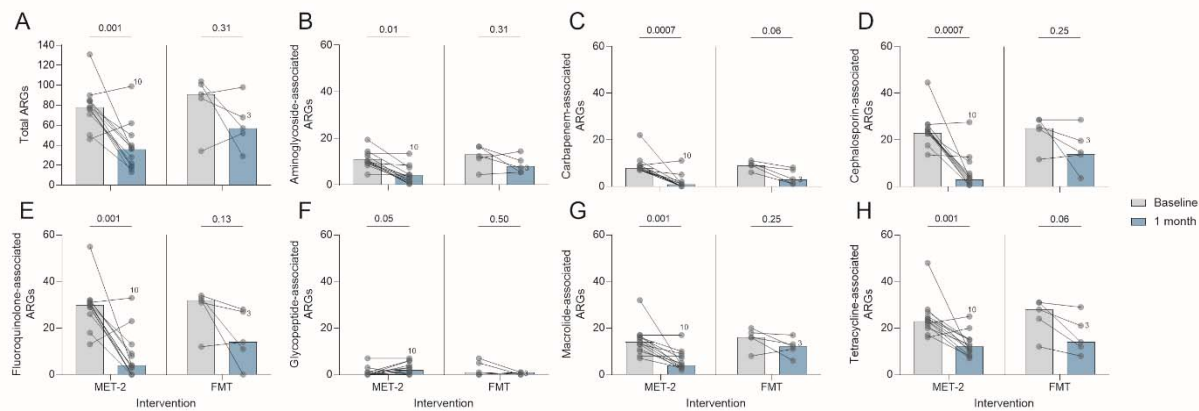 A
0.001
0.31
Total ARGs
140
120
100
80
60
40
20
0
10
3
B
0.01
0.31
Aminoglycoside-associated
ARGs
60
40
20
0
10
3
C
0.0007
0.06
Carbapenem-associated
ARGs
60
40
20
0
10
3
D
0.0007
0.25
Cephalosporin-associated
ARGs
60
40
20
0
10
3
Baseline
1 month
E
0.001
0.13
Fluoroquinolone-associated
ARGs
60
40
20
0
10
3
MET-2
FMT
Intervention
F
0.05
0.50
Glycopeptide-associated
ARGs
60
40
20
0
10
3
MET-2
FMT
Intervention
G
0.001
0.25
Macrolide-associated
ARGs
60
40
20
0
10
3
MET-2
FMT
Intervention
H
0.001
0.06
Tetracycline-associated
ARGs
60
40
20
0
10
3
MET-2
FMT
Intervention